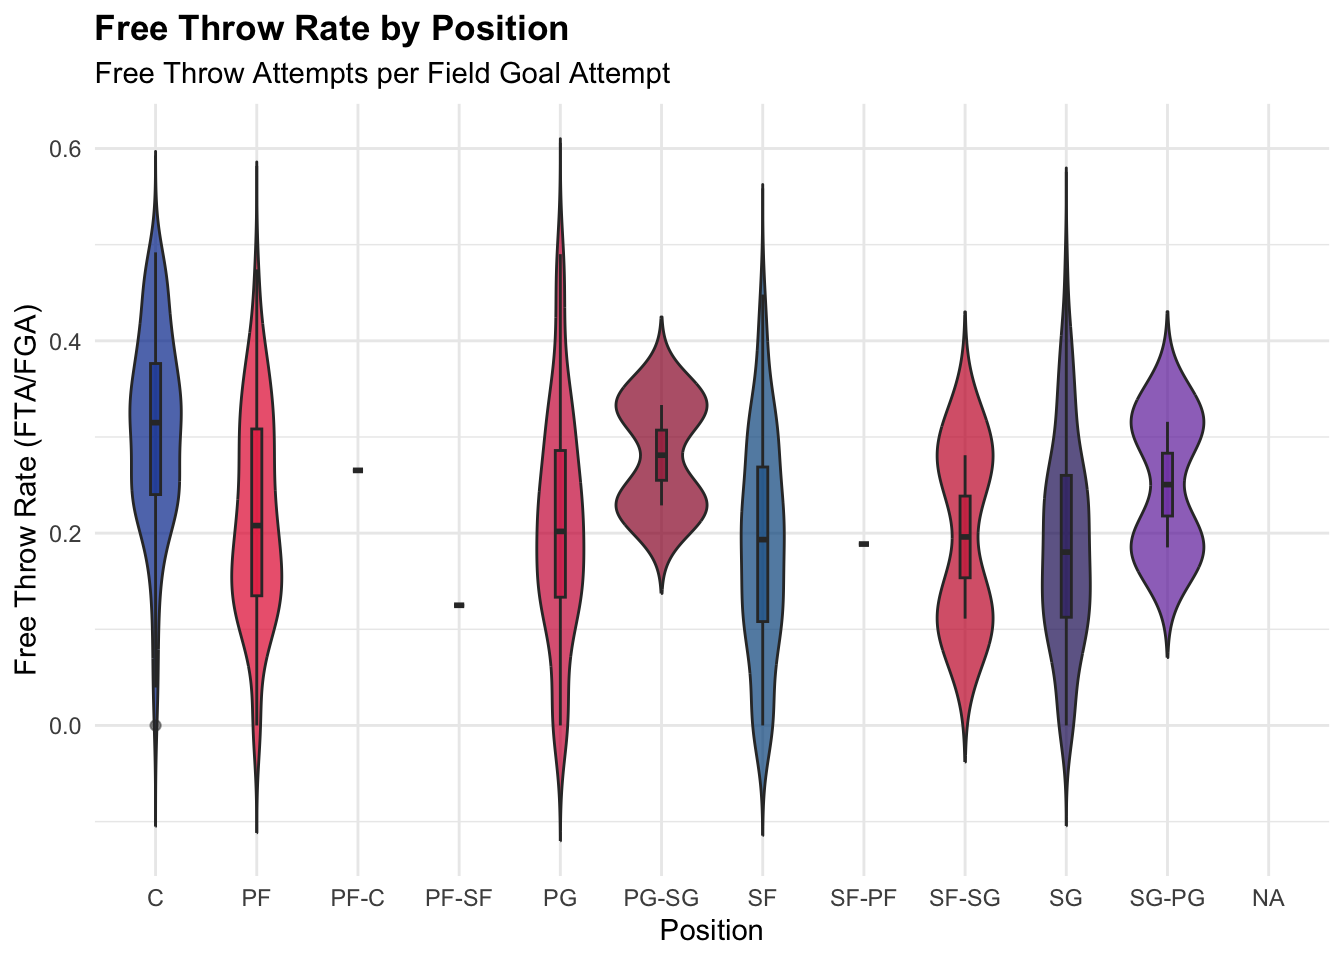 Free Throw Rate by Position
Free Throw Attempts per Field Goal Attempt
Free Throw Rate (FTA/FGA)
0.6
0.4
0.2
0.0
C PF PF-C PF-SF PG PG-SG SF SF-PF SF-SG SG SG-PG NA
Position